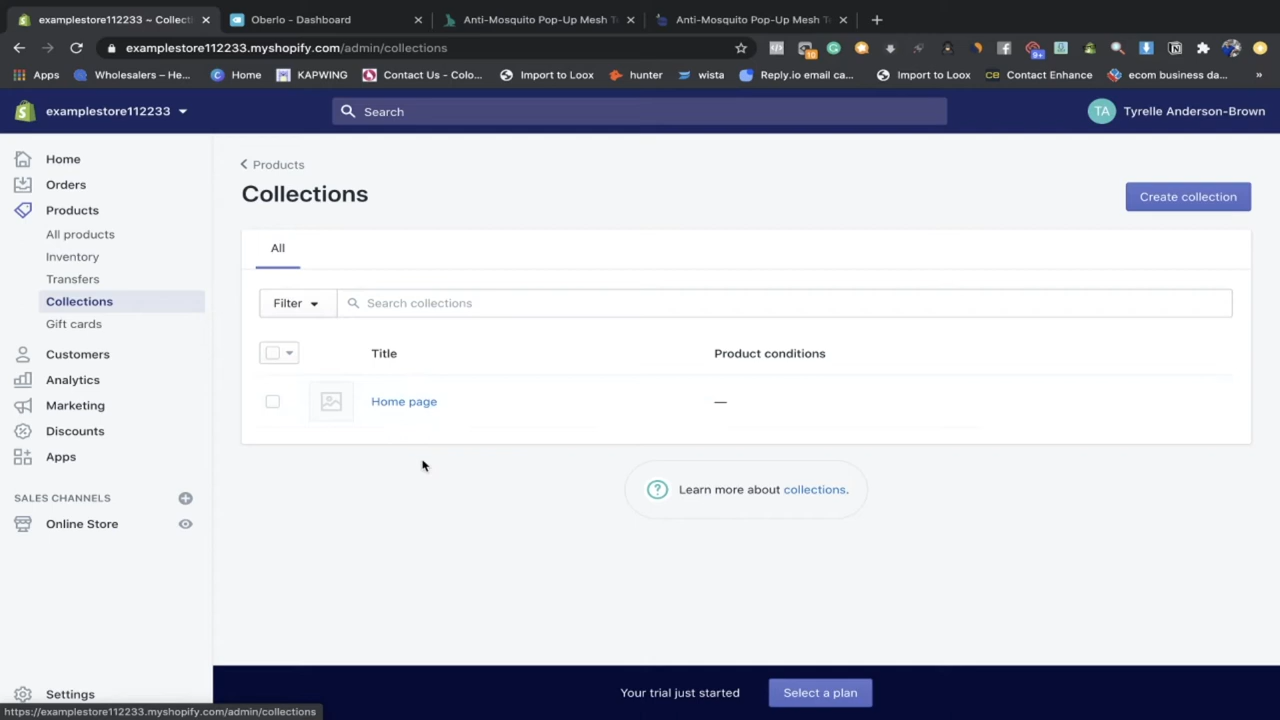 examplestore112233 ~ Collecti
Oberlo - Dashboard
Anti-Mosquito Pop-Up Mesh T
Anti-Mosquito Pop-Up Mesh T
examplestore112233.myshopify.com/admin/collections
10
9+
Apps
Wholesalers – He...
Home
KAPWING
Contact Us - Colo...
Import to Loox
hunter
wista
Reply.io email ca...
Import to Loox
CB
Contact Enhance
ecom business da...
»
examplestore112233
Search
TA
Tyrelle Anderson-Brown
Home
Orders
Products
All products
Inventory
Transfers
Collections
Gift cards
Customers
Analytics
Marketing
Discounts
Apps
SALES CHANNELS
Online Store
Settings
Products
Collections
Create collection
All
Filter
Search collections
Title
Product conditions
Home page
—
Learn more about collections.
Your trial just started
Select a plan
https://examplestore112233.myshopify.com/admin/collections